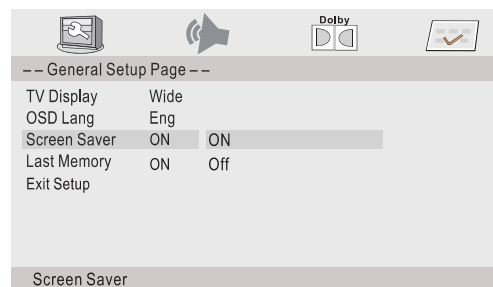 Dolby
-- General Setup Page --
TV Display Wide
OSD Lang Eng
Screen Saver ON ON
Last Memory ON Off
Exit Setup
Screen Saver